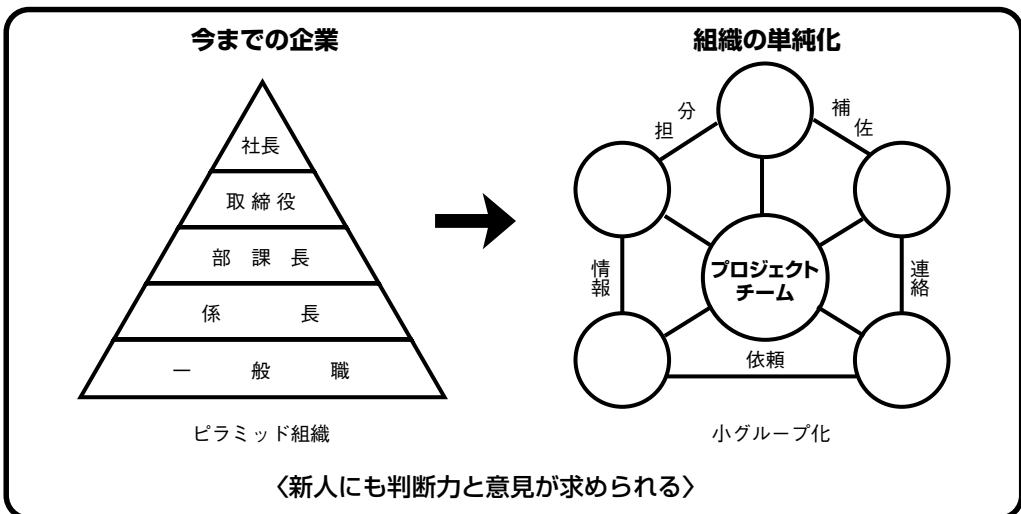 今までの企業
社長
取締役
部課長
係長
一般職
ピラミッド組織
組織の単純化
分担
補佐
情報
プロジェクト
チーム
連絡
依頼
小グループ化
〈新人にも判断力と意見が求められる〉